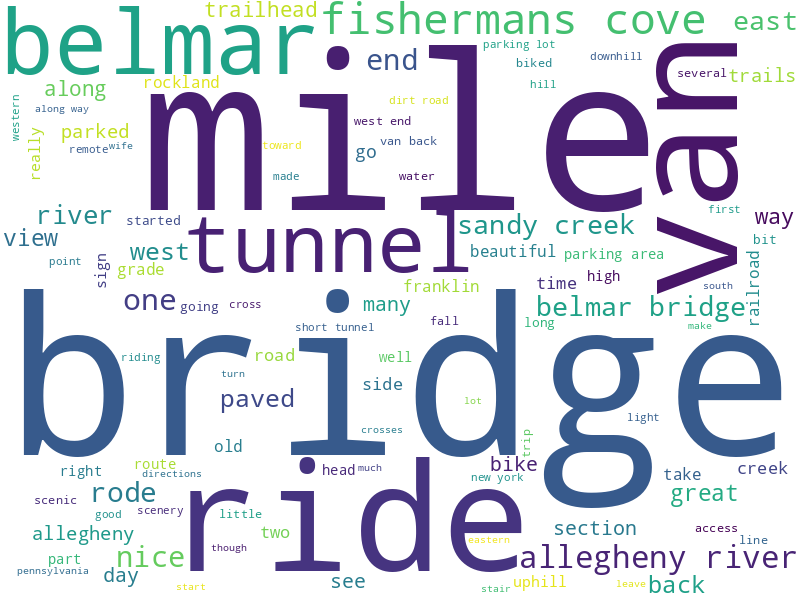 trailhead
fishermans cove
east
belmar
parking lot
end
biked
downhill
mile
van
several
trails
hill
along
rockland
dirt road
western
along way
parked
west end
really
remote
wife
toward
van back
go
made
water
river
started
tunnel
sandy creek
first
way
view
west
beautiful
parking area
bit
point
sign
grade
high
railroad
franklin
time
south
one
going
cross
many
belmar bridge
bridge
short tunnel
fall
long
make
riding
road
well
turn
side
paved
lot
light
crosses
old
trip
right
route
directions
ride
head
much
bike
new york
take
creek
rode
great
scenic
good
scenery
little
allegheny
two
section
access
line
though
eastern
part
nice
allegheny river
pennsylvania
day
see
start
stair
uphill
leave
back